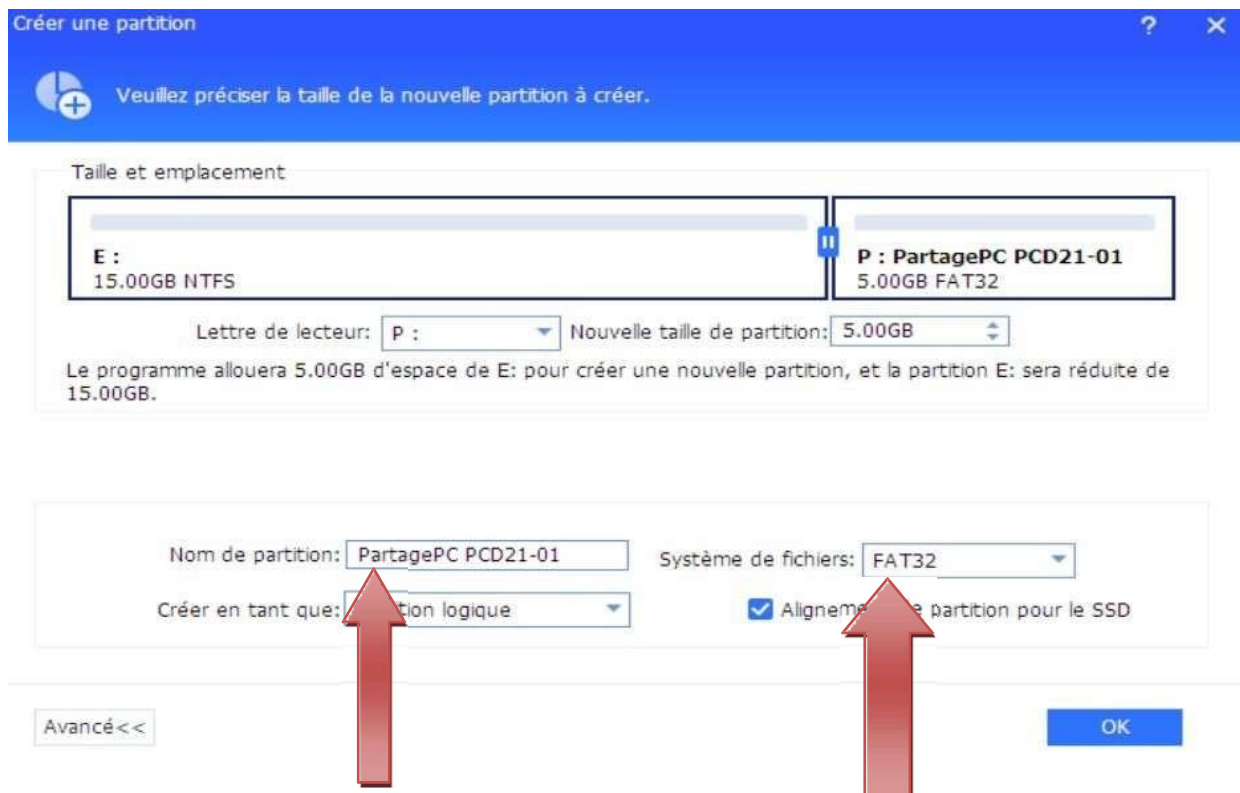 Créer une partition ? ×
Veuillez préciser la taille de la nouvelle partition à créer.
Taille et emplacement
E :
15.00GB NTFS
P : PartagePC PCD21-01
5.00GB FAT32
Lettre de lecteur: P : Nouvelle taille de partition: 5.00GB
Le programme allouera 5.00GB d'espace de E: pour créer une nouvelle partition, et la partition E: sera réduite de
15.00GB.
Nom de partition: PartagePC PCD21-01 Système de fichiers: FAT32
Créer en tant que: logique partition pour le SSD
Avancé<< OK